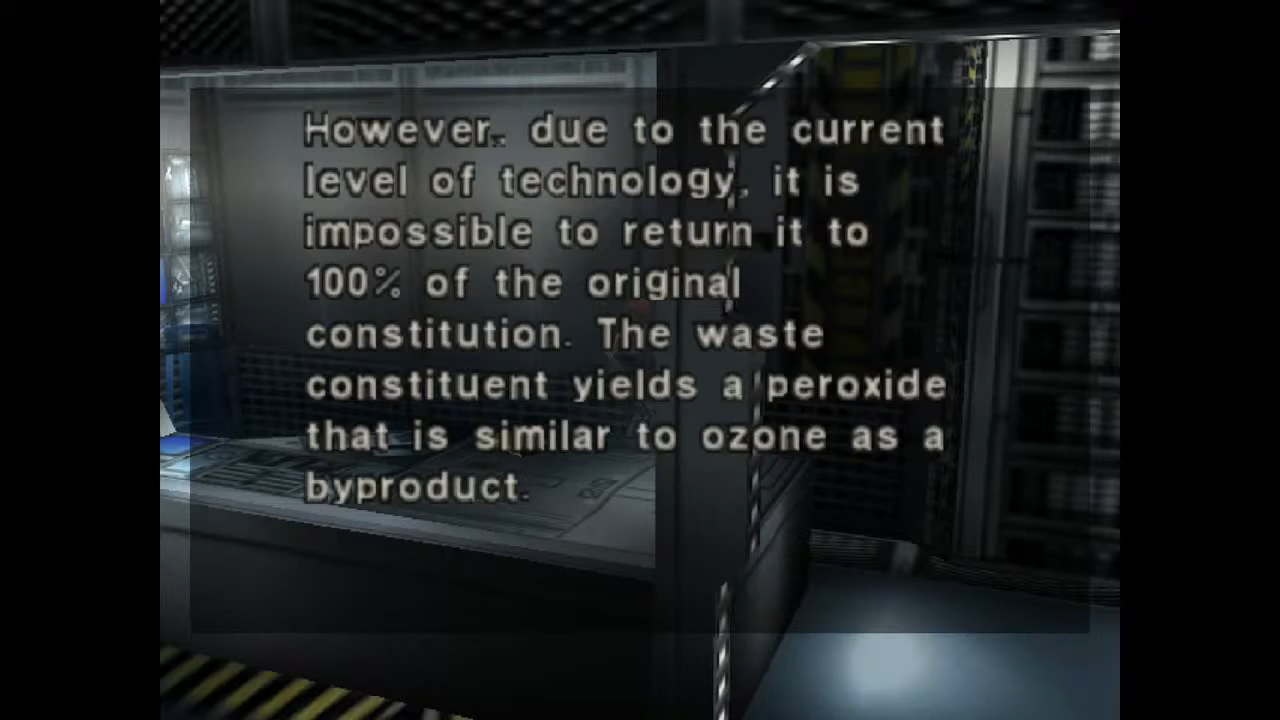 However, due to the current
level of technology, it is
impossible to return it to
100% of the original
constitution. The waste
constituent yields a peroxide
that is similar to ozone as a
byproduct.